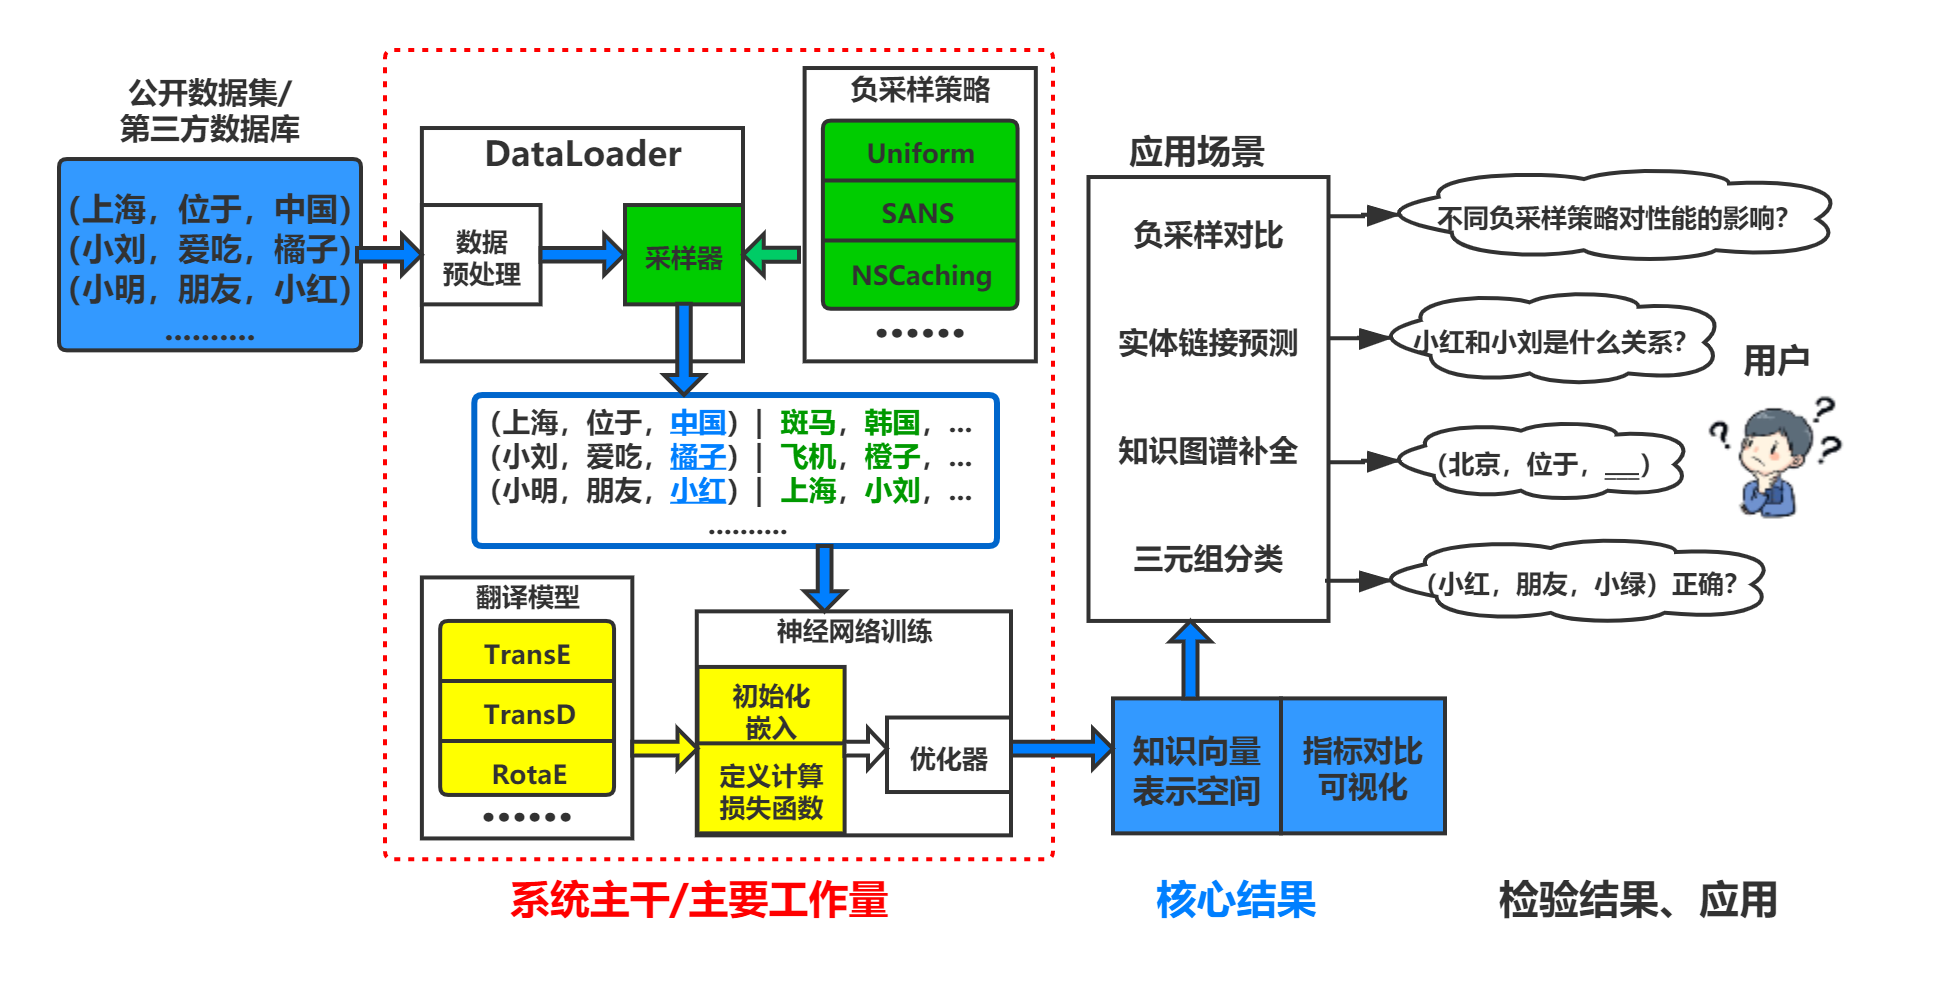 公开数据集/
第三方数据库
(上海，位于，中国)
(小刘，爱吃，橘子)
(小明，朋友，小红)
...........
DataLoader
数据
预处理
采样器
负采样策略
Uniform
SANS
NSCaching
......
(上海，位于，中国) | 斑马，韩国，...
(小刘，爱吃，橘子) | 飞机，橙子，...
(小明，朋友，小红) | 上海，小刘，...
..........
翻译模型
TransE
TransD
RotaE
......
神经网络训练
初始化
嵌入
定义计算
损失函数
优化器
系统主干/主要工作量
应用场景
负采样对比
实体链接预测
知识图谱补全
三元组分类
不同负采样策略对性能的影响?
小红和小刘是什么关系?
(北京，位于，___)
(小红，朋友，小绿) 正确?
用户
? ? ?
知识向量
表示空间
指标对比
可视化
核心结果
检验结果、应用